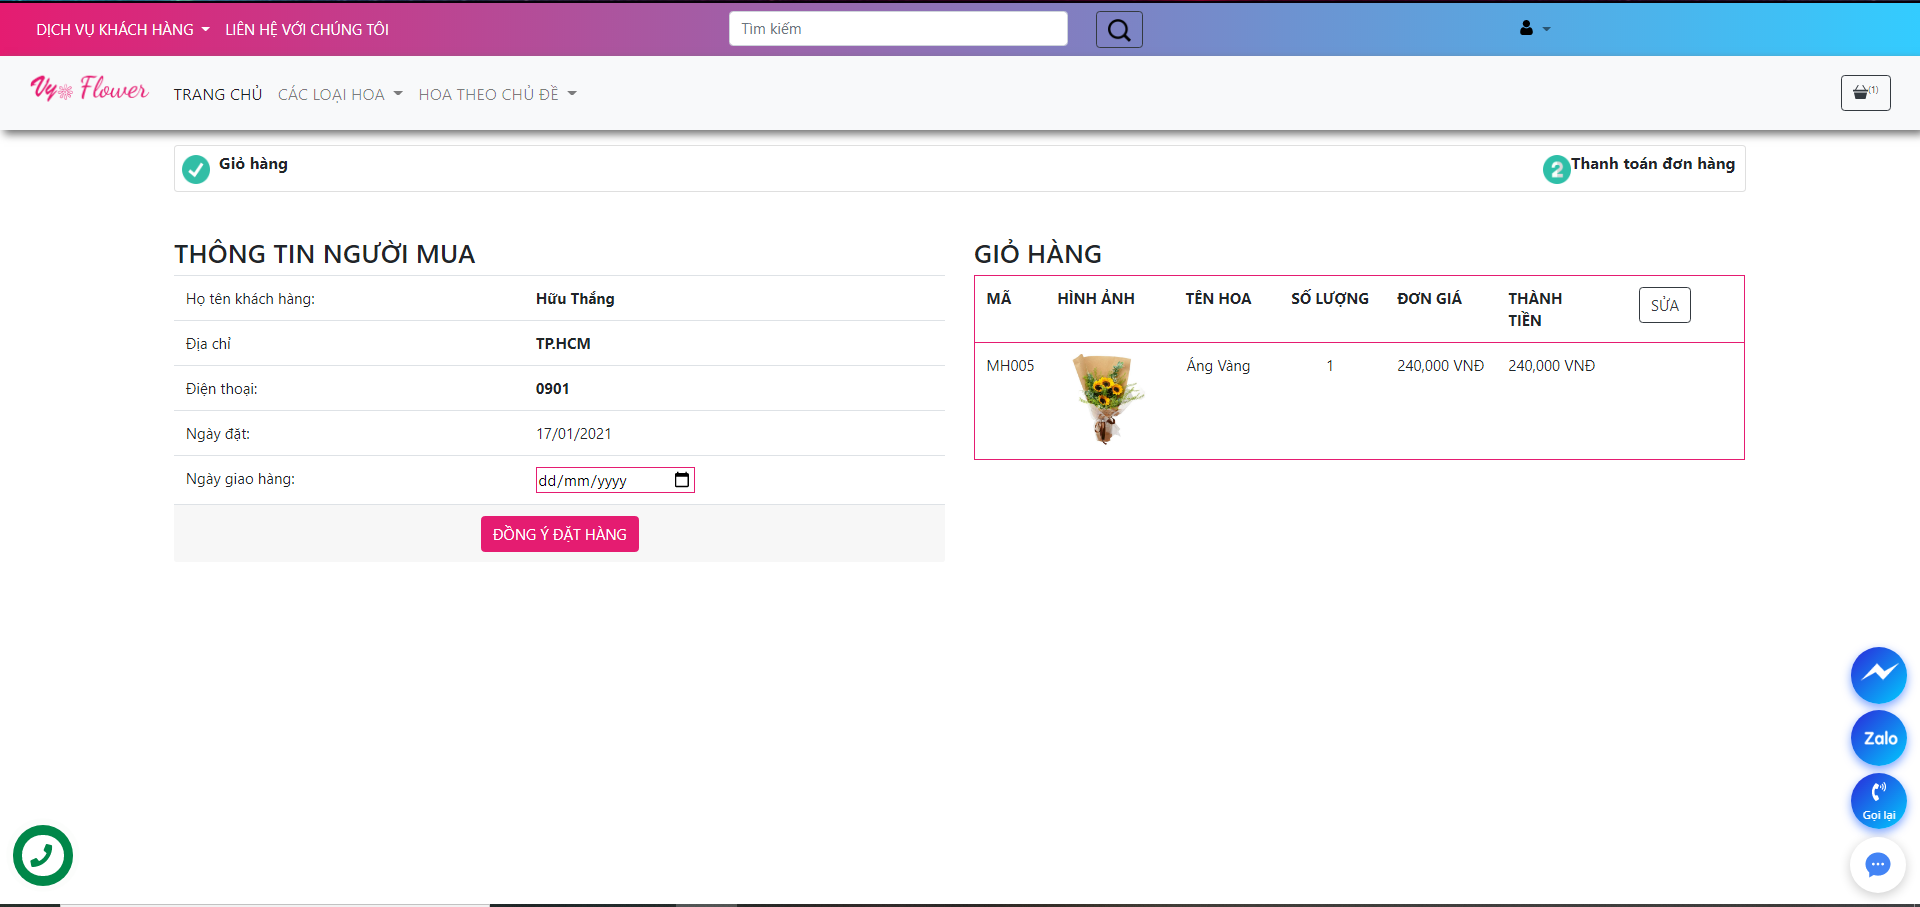 DỊCH VỤ KHÁCH HÀNG LIÊN HỆ VỚI CHÚNG TÔI Tìm kiếm
Vy Flower TRANG CHỦ CÁC LOẠI HOA HOA THEO CHỦ ĐỀ (1)
Giỏ hàng 2 Thanh toán đơn hàng
THÔNG TIN NGƯỜI MUA
Họ tên khách hàng: Hữu Thắng
Địa chỉ TP.HCM
Điện thoại: 0901
Ngày đặt: 17/01/2021
Ngày giao hàng: dd/mm/yyyy
ĐỒNG Ý ĐẶT HÀNG
GIỎ HÀNG
MÃ HÌNH ẢNH TÊN HOA SỐ LƯỢNG ĐƠN GIÁ THÀNH TIỀN SỬA
MH005 Áng Vàng 1 240,000 VNĐ 240,000 VNĐ
Zalo
Gọi lại